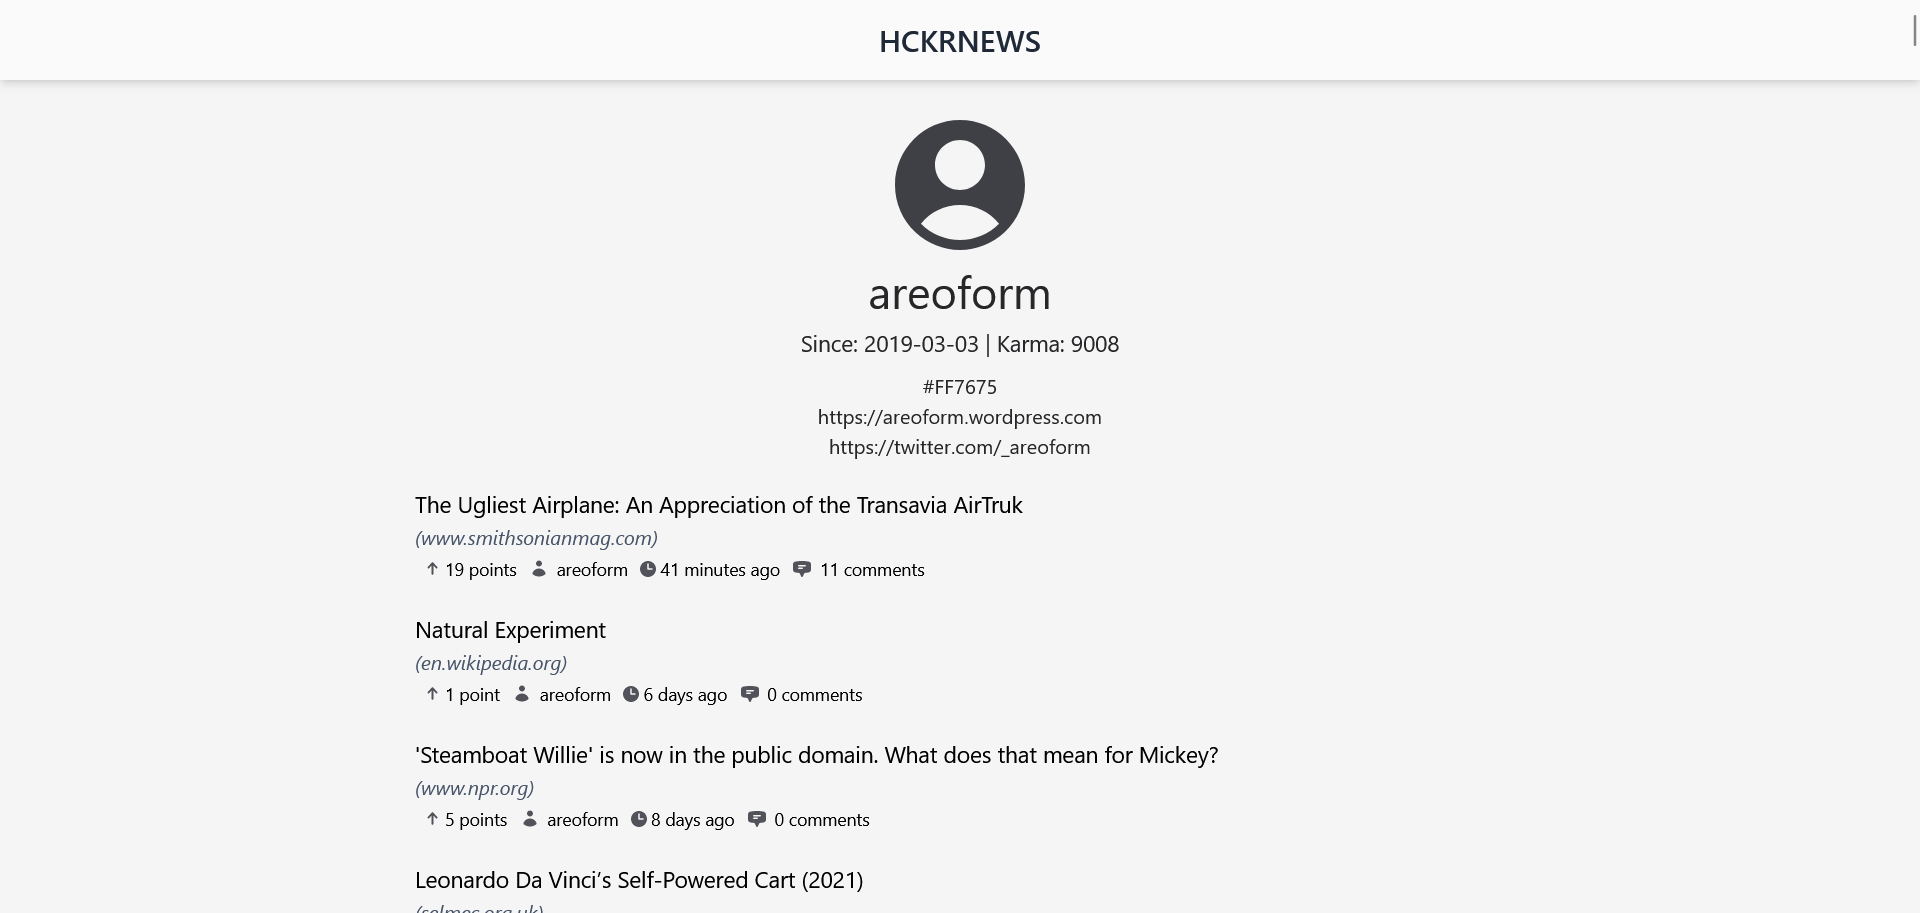 HCKRNEWS
areoform
Since: 2019-03-03 | Karma: 9008
#FF7675
https://areoform.wordpress.com
https://twitter.com/_areoform
The Ugliest Airplane: An Appreciation of the Transavia AirTruk
(www.smithsonianmag.com)
19 points areoform 41 minutes ago 11 comments
Natural Experiment
(en.wikipedia.org)
1 point areoform 6 days ago 0 comments
'Steamboat Willie' is now in the public domain. What does that mean for Mickey?
(www.npr.org)
5 points areoform 8 days ago 0 comments
Leonardo Da Vinci’s Self-Powered Cart (2021)
(selmec.org.uk)